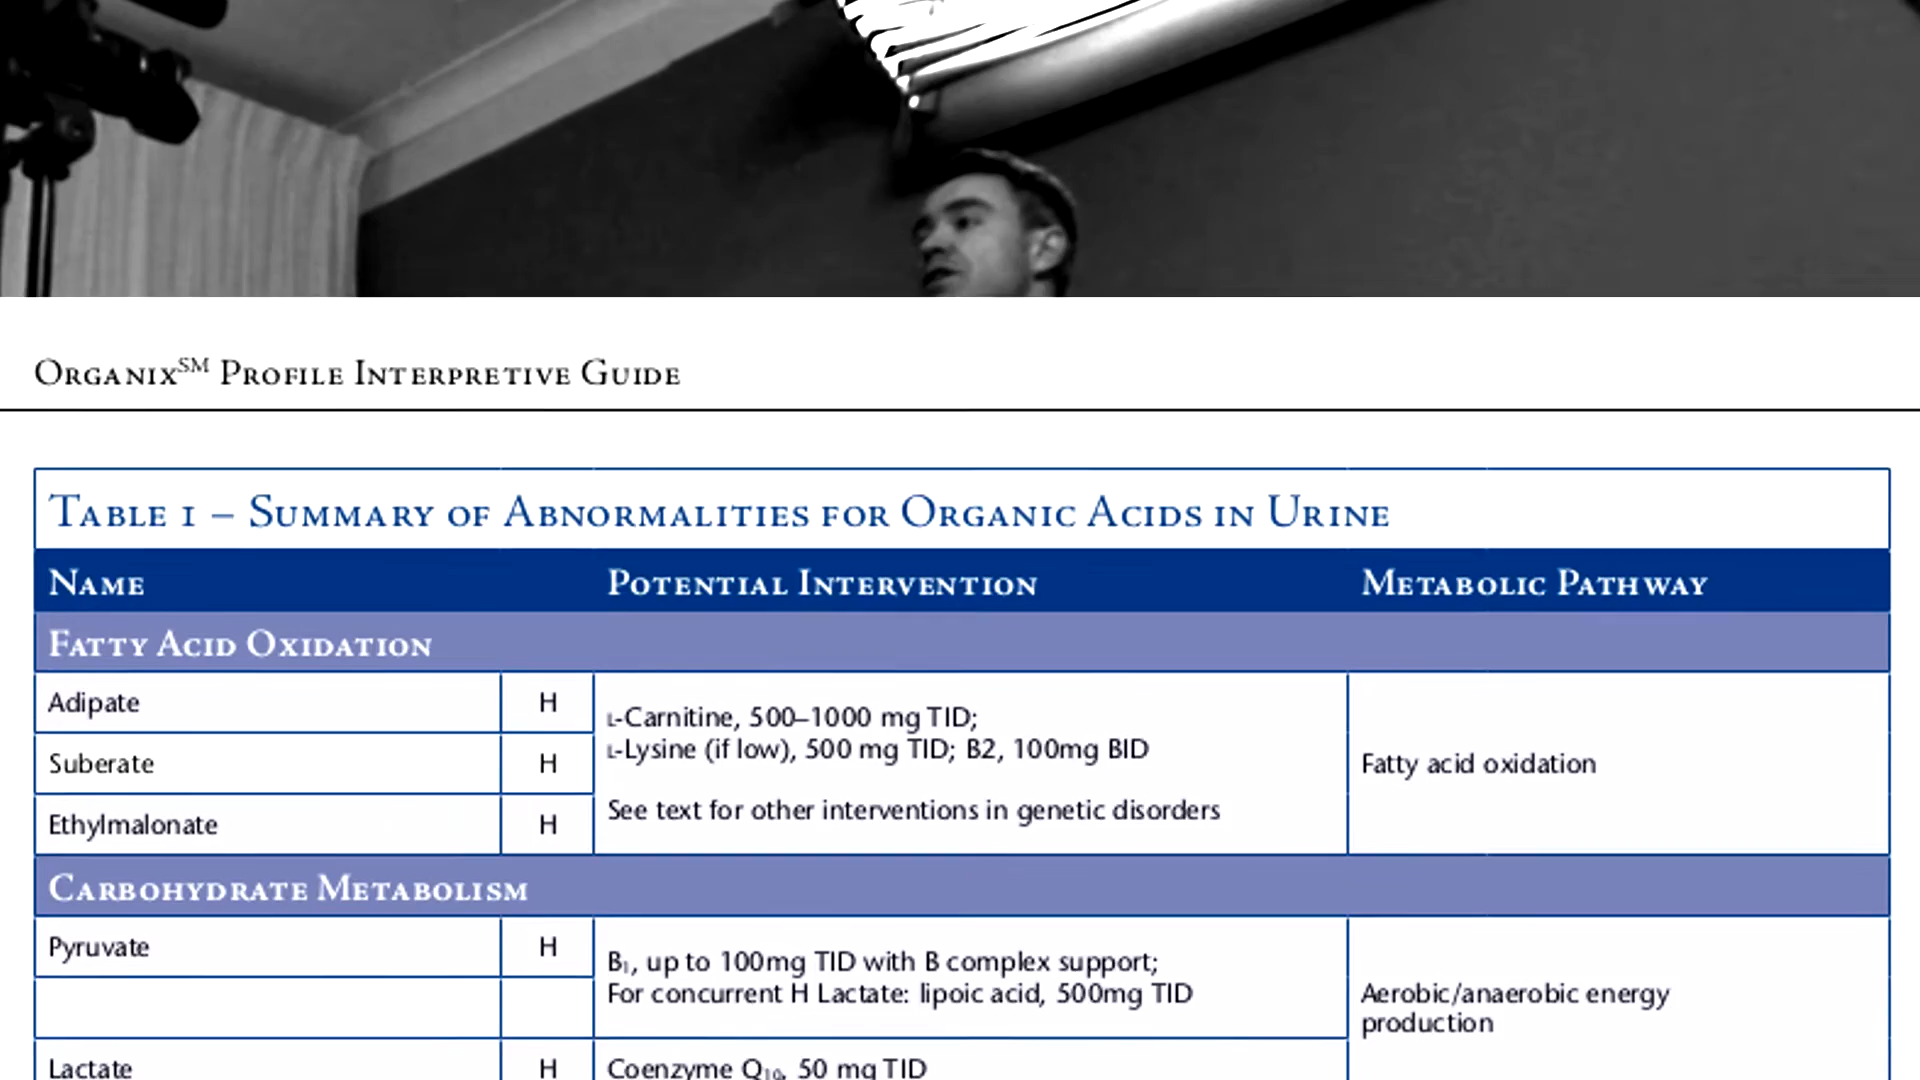 ORGANIX℠ PROFILE INTERPRETIVE GUIDE
TABLE 1 – SUMMARY OF ABNORMALITIES FOR ORGANIC ACIDS IN URINE
NAME POTENTIAL INTERVENTION METABOLIC PATHWAY
FATTY ACID OXIDATION
Adipate H
L-Carnitine, 500–1000 mg TID;
L-Lysine (if low), 500 mg TID; B2, 100mg BID
Suberate H Fatty acid oxidation
See text for other interventions in genetic disorders
Ethylmalonate H
CARBOHYDRATE METABOLISM
Pyruvate H
B₁, up to 100mg TID with B complex support;
For concurrent H Lactate: lipoic acid, 500mg TID
Aerobic/anaerobic energy
production
Lactate H Coenzyme Q₁₀, 50 mg TID